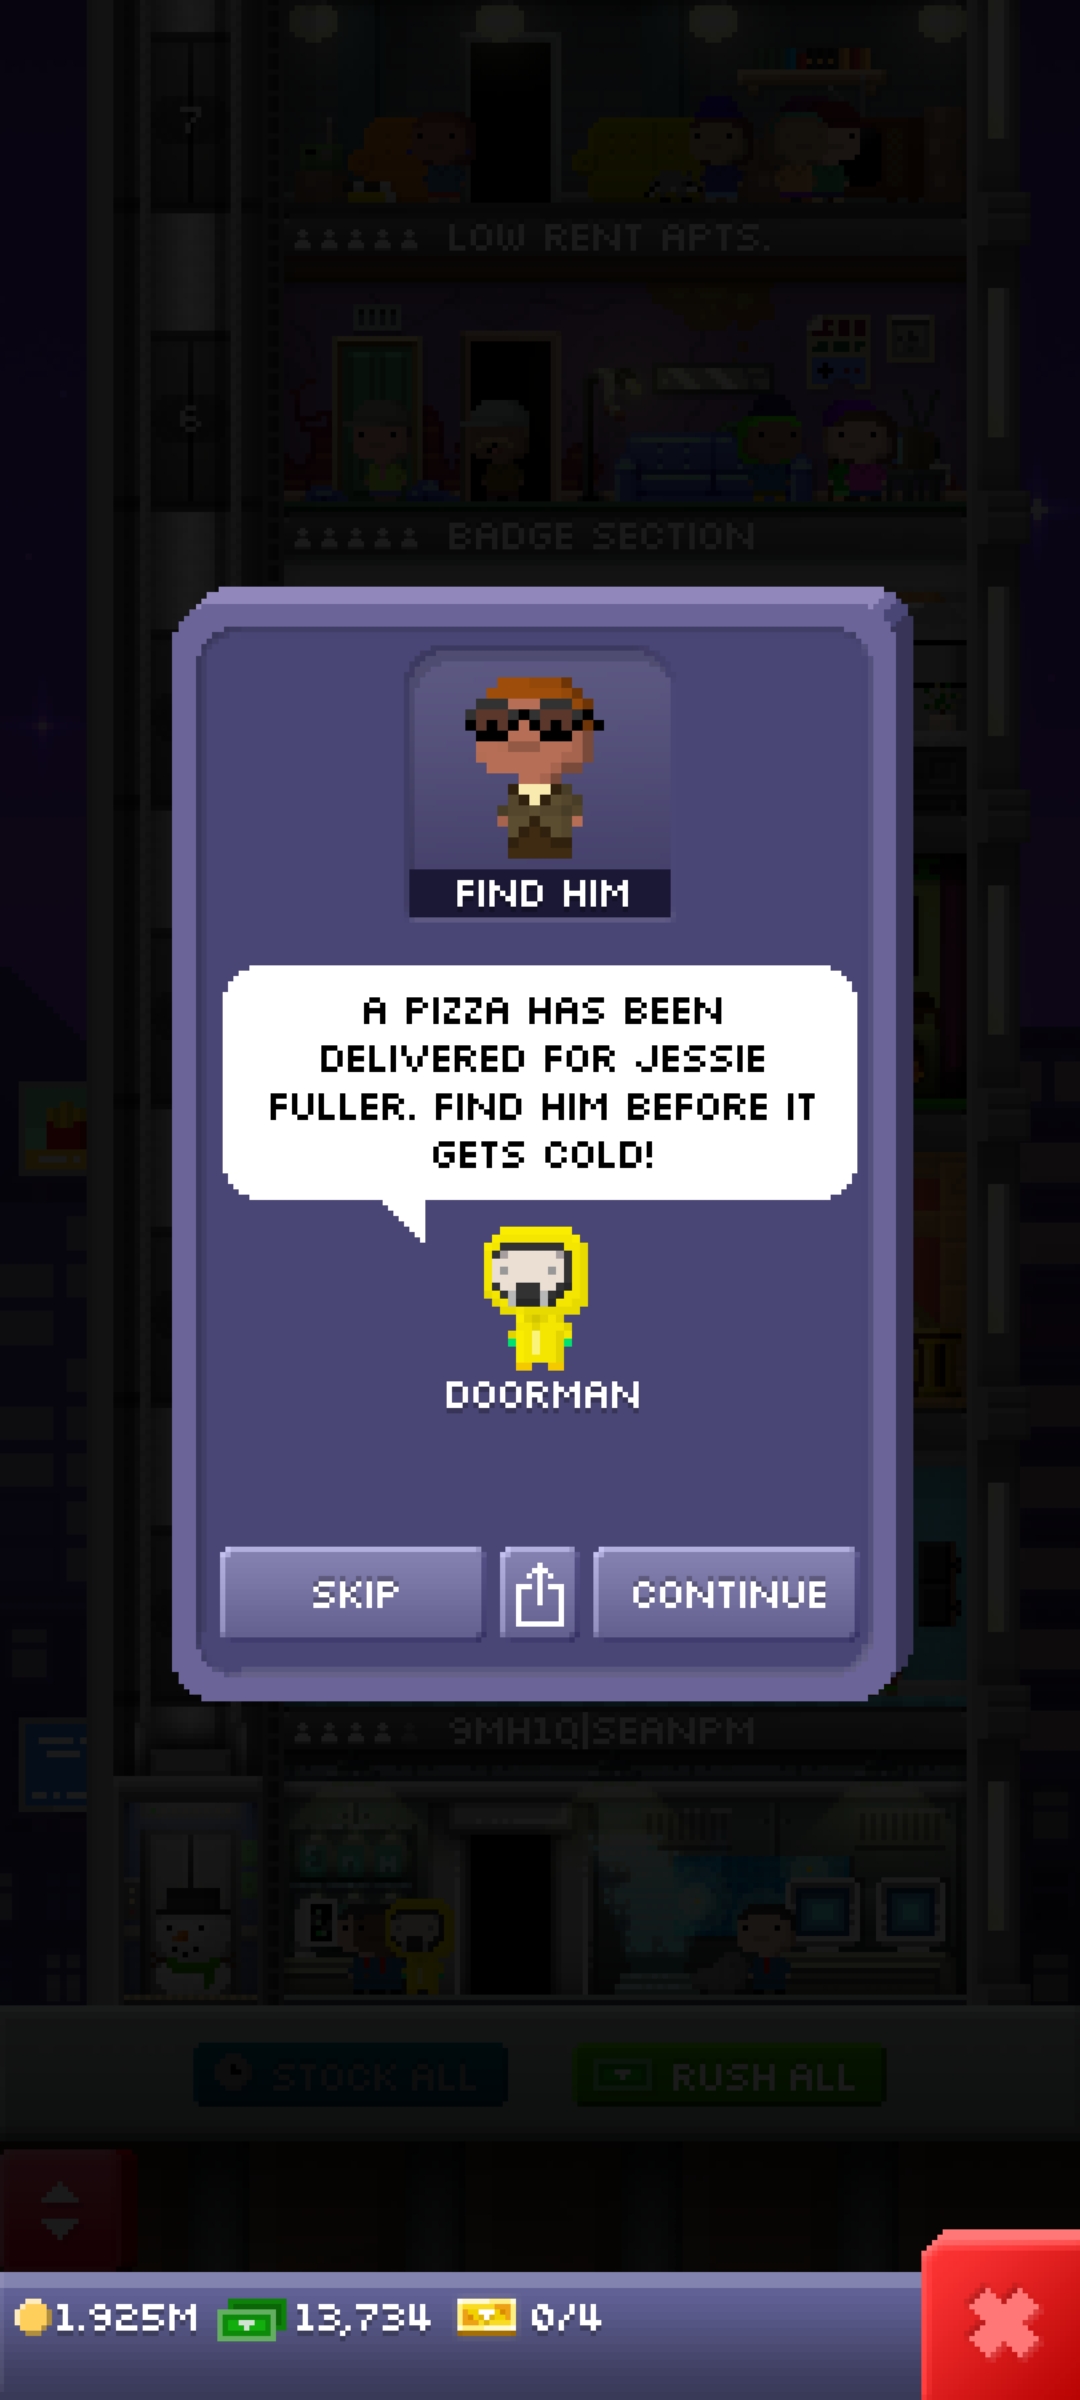 7
LOW RENT APTS.
6
BADGE SECTION
FIND HIM
A PIZZA HAS BEEN
DELIVERED FOR JESSIE
FULLER. FIND HIM BEFORE IT
GETS COLD!
DOORMAN
SKIP
CONTINUE
9MH1Q|SEANPM
STOCK ALL
RUSH ALL
1.925M
13,734
0/4